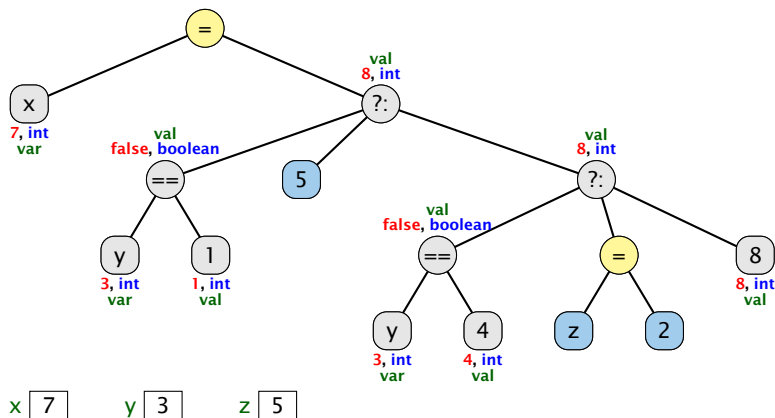 =
val
8, int
x
?:
7, int
var
val
false, boolean
val
8, int
==
5
?:
val
false, boolean
y
1
==
=
8
3, int
var
1, int
val
8, int
val
y
4
z
2
3, int
var
4, int
val
x 7 y 3 z 5